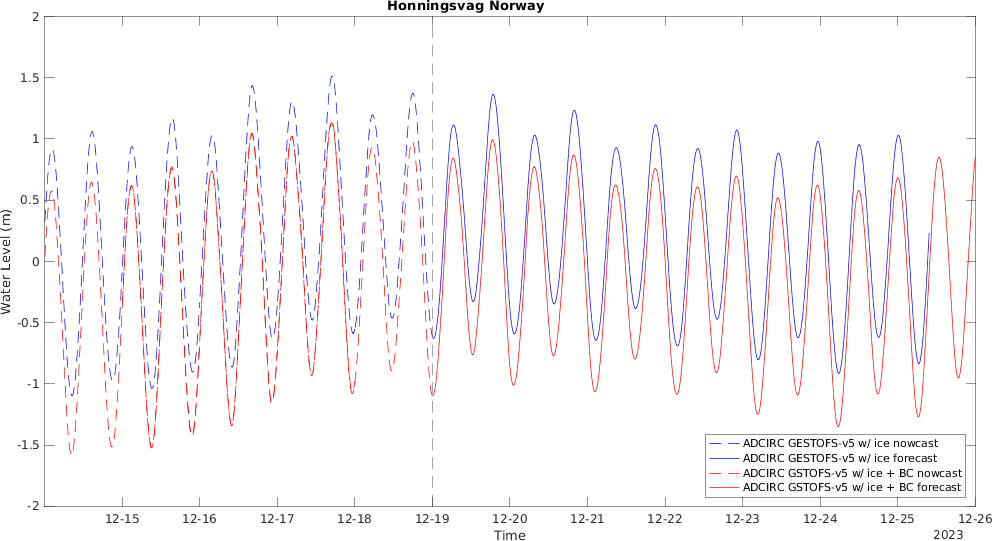 Honningsvag Norway
2
1.5
1
0.5
0
-0.5
-1
-1.5
-2
Water Level (m)
ADCIRC GESTOFS-v5 w/ ice nowcast
ADCIRC GESTOFS-v5 w/ ice forecast
ADCIRC GSTOFS-v5 w/ ice + BC nowcast
ADCIRC GSTOFS-v5 w/ ice + BC forecast
12-15 12-16 12-17 12-18 12-19 12-20 12-21 12-22 12-23 12-24 12-25 12-26
Time
2023